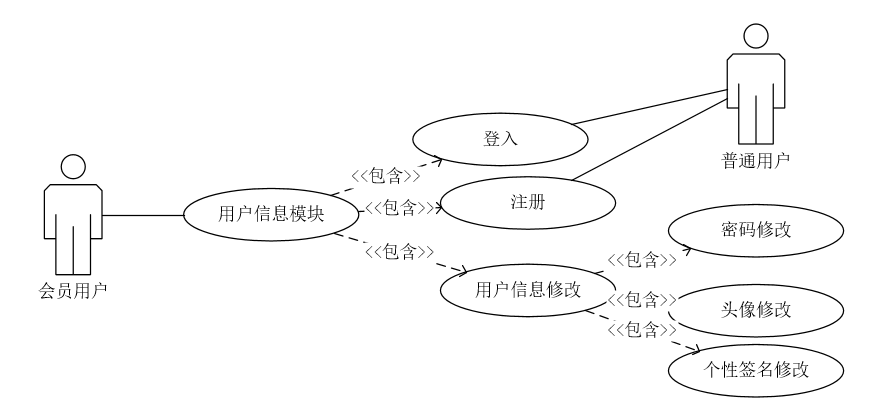 登入
普通用户
<<包含>>
用户信息模块
<<包含>>
注册
<<包含>>
密码修改
<<包含>>
会员用户
用户信息修改
<<包含>>
头像修改
<<包含>>
个性签名修改